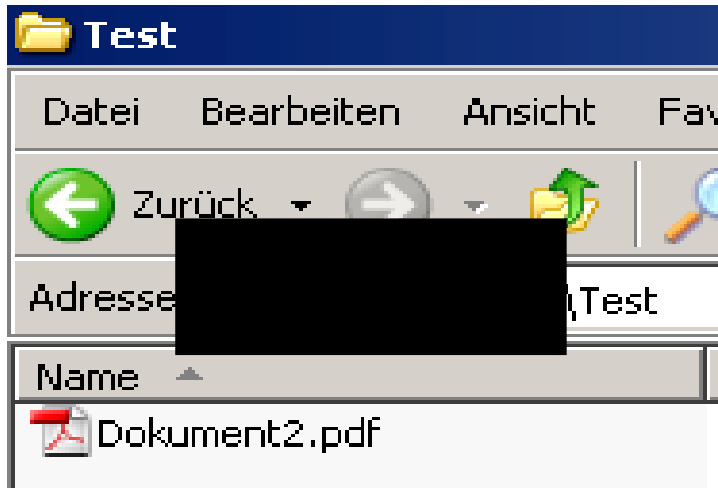 Test
Datei Bearbeiten Ansicht
Zurück
Adresse \Test
Name
Dokument2.pdf